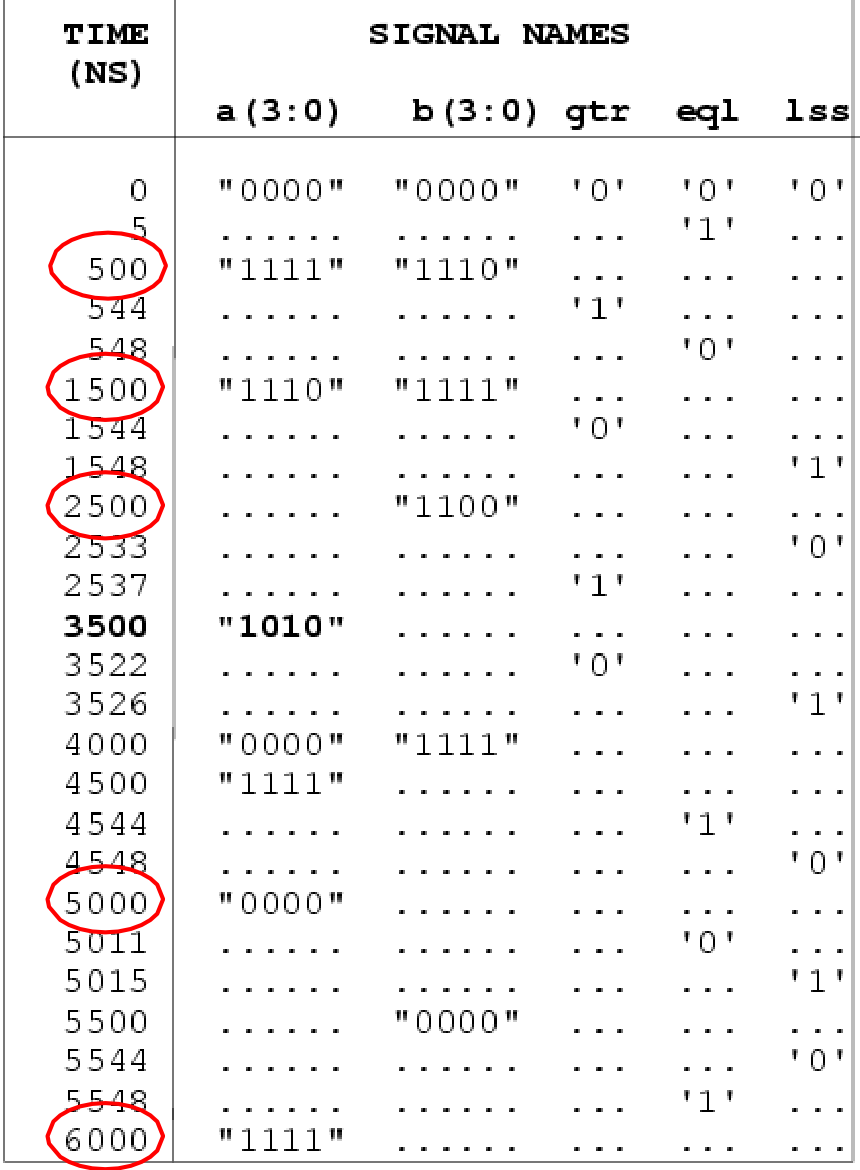 TIME SIGNAL NAMES
(NS)
a(3:0) b(3:0) gtr eql lss
0 "0000" "0000" '0' '0' '0'
5 ...... ...... ... '1' ...
500 "1111" "1110" ... ... ...
544 ...... ...... '1' ... ...
548 ...... ...... ... '0' ...
1500 "1110" "1111" ... ... ...
1544 ...... ...... '0' ... ...
1548 ...... ...... ... ... '1'
2500 ...... "1100" ... ... ...
2533 ...... ...... ... ... '0'
2537 ...... ...... '1' ... ...
3500 "1010" ...... ... ... ...
3522 ...... ...... '0' ... ...
3526 ...... ...... ... ... '1'
4000 "0000" "1111" ... ... ...
4500 "1111" ...... ... ... ...
4544 ...... ...... ... '1' ...
4548 ...... ...... ... ... '0'
5000 "0000" ...... ... ... ...
5011 ...... ...... ... '0' ...
5015 ...... ...... ... ... '1'
5500 ...... "0000" ... ... ...
5544 ...... ...... ... ... '0'
5548 ...... ...... ... '1' ...
6000 "1111" ...... ... ... ...